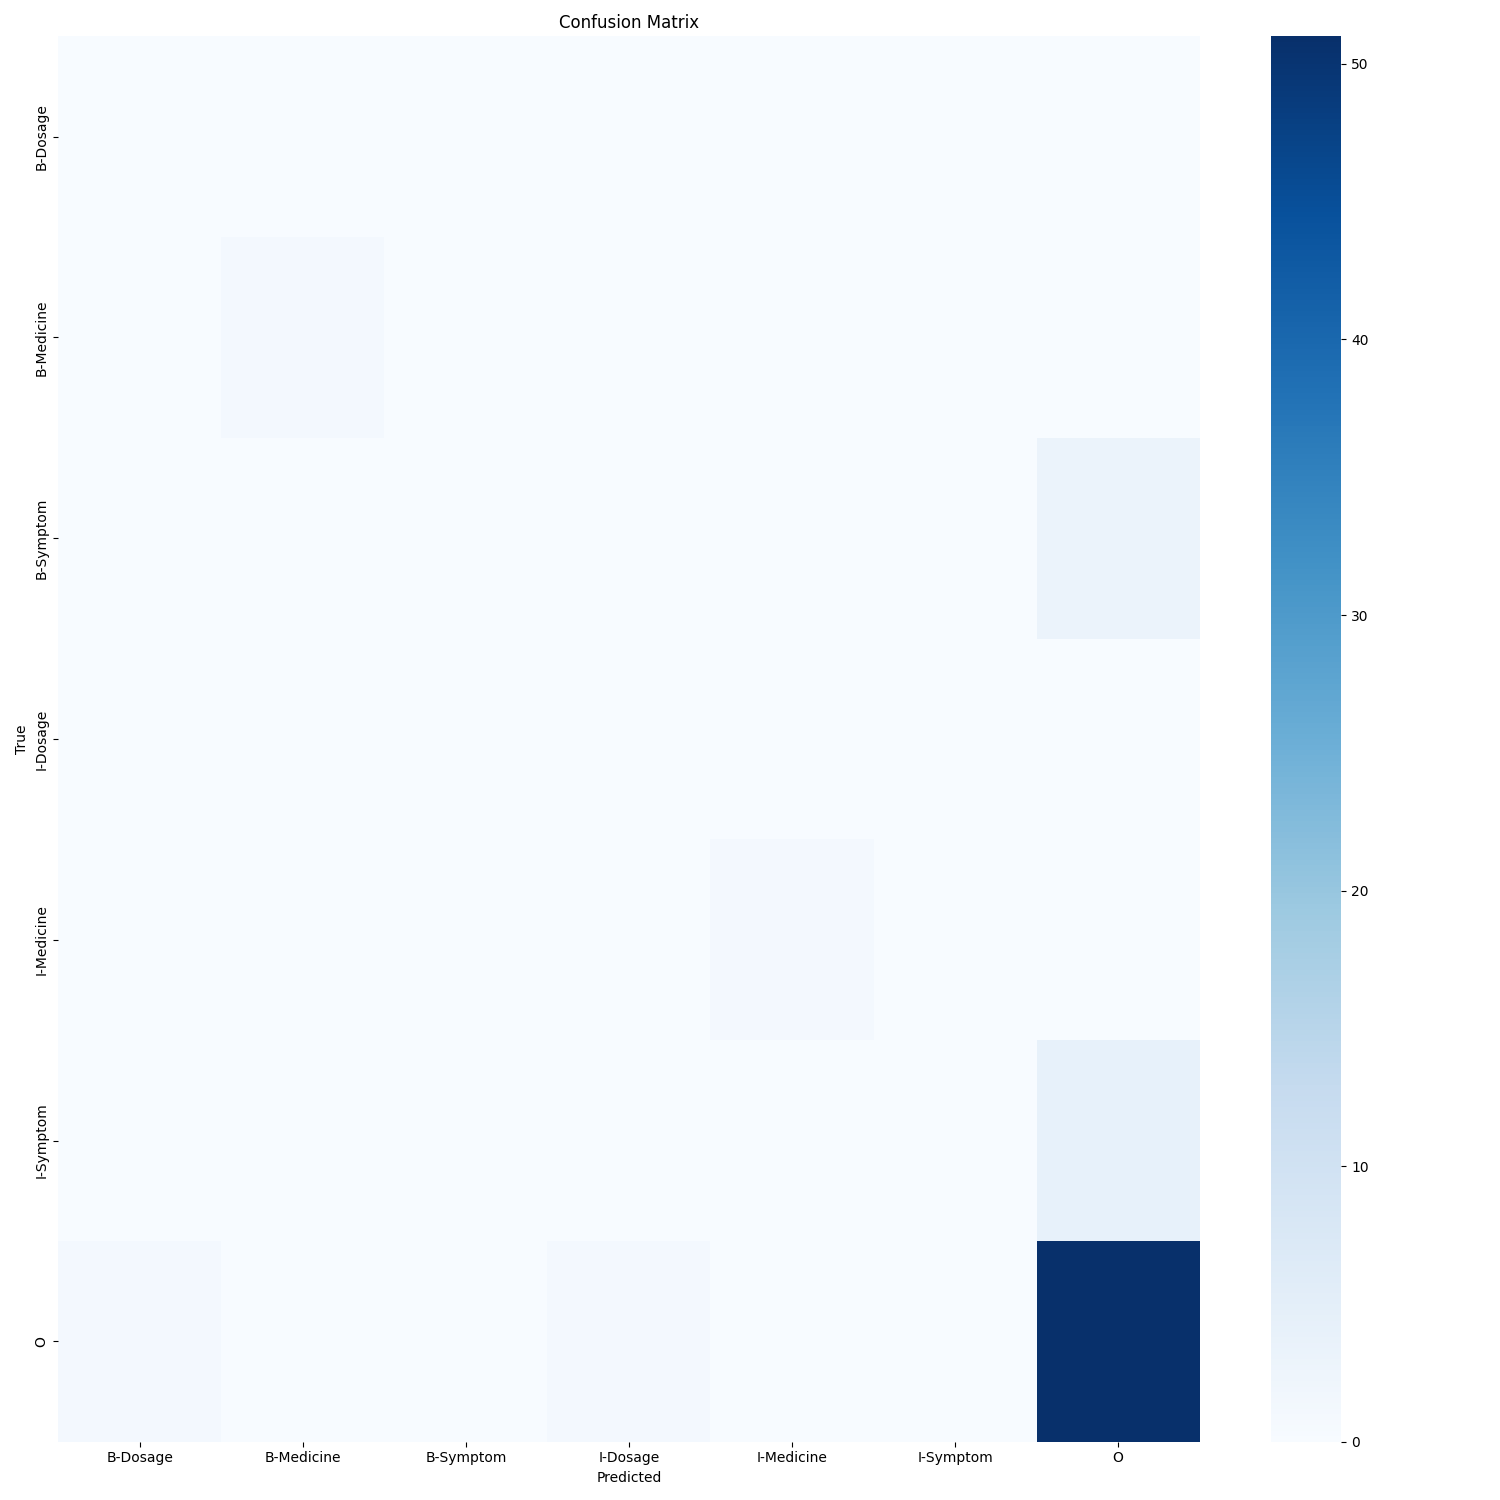 Confusion Matrix
True
B-Dosage
B-Medicine
B-Symptom
I-Dosage
I-Medicine
I-Symptom
O
B-Dosage
B-Medicine
B-Symptom
I-Dosage
I-Medicine
I-Symptom
O
Predicted
50
40
30
20
10
0